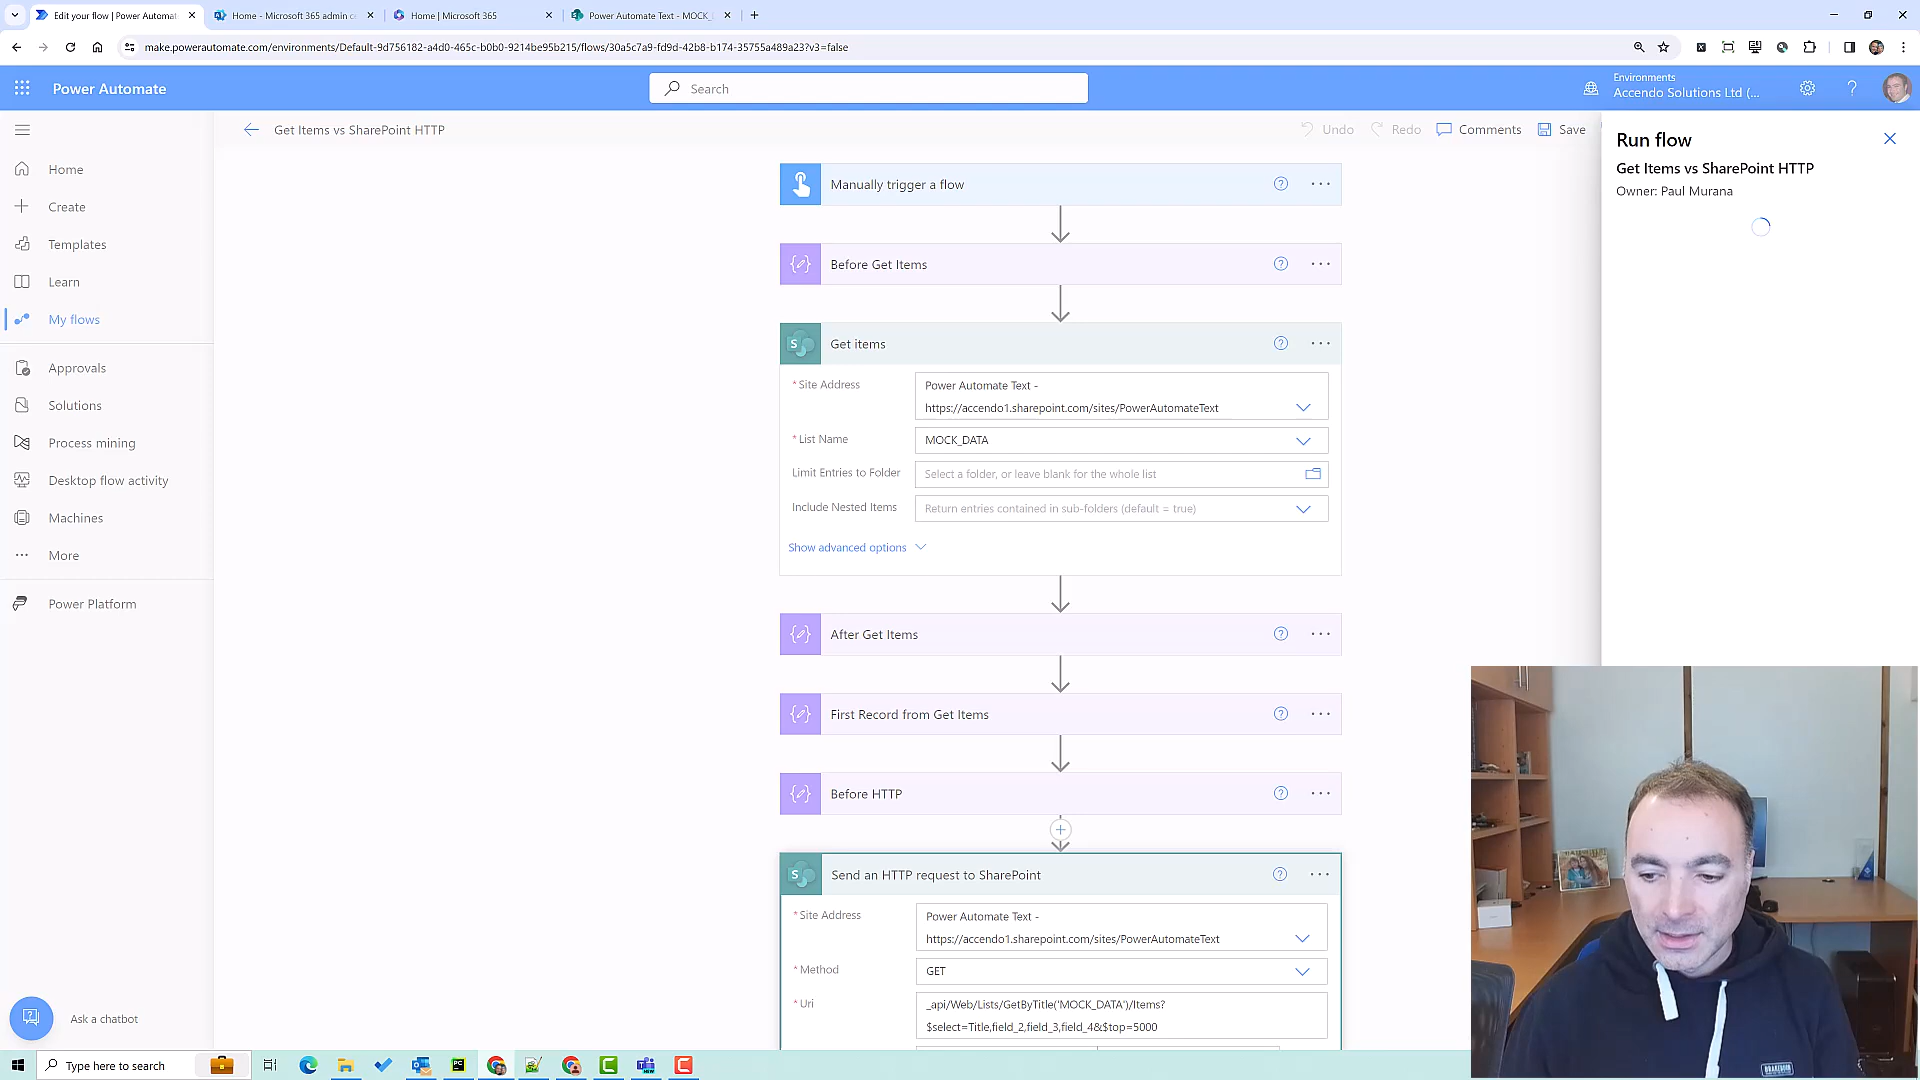 Edit your flow | Power Automate
Home - Microsoft 365 admin c
Home | Microsoft 365
Power Automate Text - MOCK_
make.powerautomate.com/environments/Default-9d756182-a4d0-465c-b0b0-9214be95b215/flows/30a5c7a9-fd9d-42b8-b174-35755a489a23?v3=false
Power Automate
Search
Environments
Accendo Solutions Ltd (...
Get Items vs SharePoint HTTP
Undo
Redo
Comments
Save
Home
Create
Templates
Learn
My flows
Approvals
Solutions
Process mining
Desktop flow activity
Machines
More
Power Platform
Ask a chatbot
Manually trigger a flow
Before Get Items
Get items
* Site Address
Power Automate Text -
https://accendo1.sharepoint.com/sites/PowerAutomateText
* List Name
MOCK_DATA
Limit Entries to Folder
Select a folder, or leave blank for the whole list
Include Nested Items
Return entries contained in sub-folders (default = true)
Show advanced options
After Get Items
First Record from Get Items
Before HTTP
Send an HTTP request to SharePoint
* Site Address
Power Automate Text -
https://accendo1.sharepoint.com/sites/PowerAutomateText
* Method
GET
* Uri
_api/Web/Lists/GetByTitle('MOCK_DATA')/Items?
$select=Title,field_2,field_3,field_4&$top=5000
Run flow
Get Items vs SharePoint HTTP
Owner: Paul Murana
Type here to search